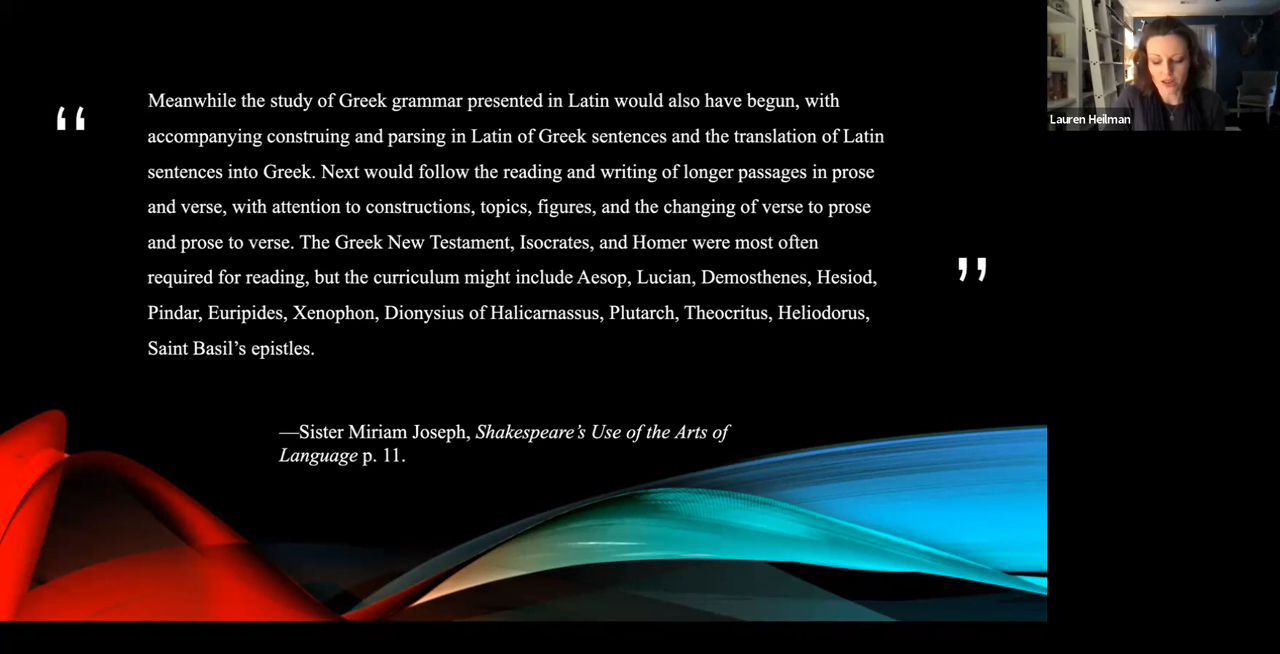 “
Meanwhile the study of Greek grammar presented in Latin would also have begun, with
accompanying construing and parsing in Latin of Greek sentences and the translation of Latin
sentences into Greek. Next would follow the reading and writing of longer passages in prose
and verse, with attention to constructions, topics, figures, and the changing of verse to prose
and prose to verse. The Greek New Testament, Isocrates, and Homer were most often
required for reading, but the curriculum might include Aesop, Lucian, Demosthenes, Hesiod,
Pindar, Euripides, Xenophon, Dionysius of Halicarnassus, Plutarch, Theocritus, Heliodorus,
Saint Basil’s epistles.
”
—Sister Miriam Joseph, Shakespeare’s Use of the Arts of
Language p. 11.
Lauren Heilman